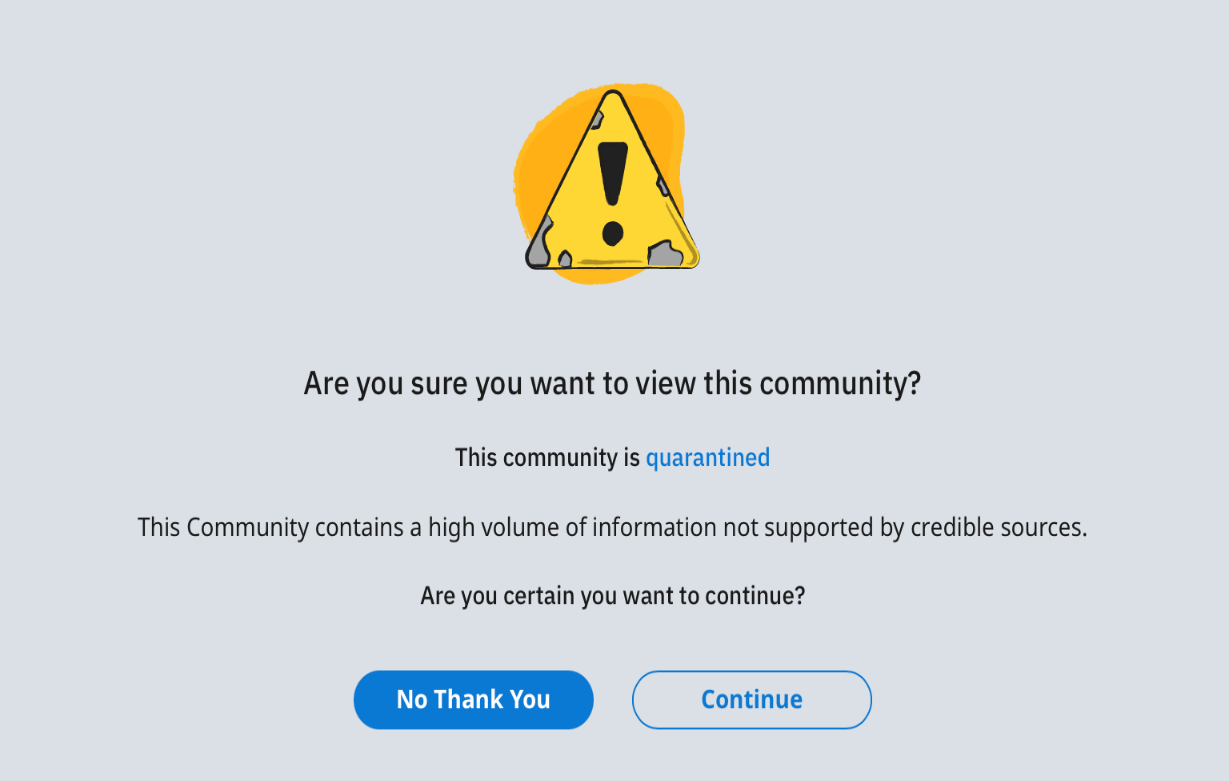 Are you sure you want to view this community?
This community is quarantined
This Community contains a high volume of information not supported by credible sources.
Are you certain you want to continue?
No Thank You
Continue